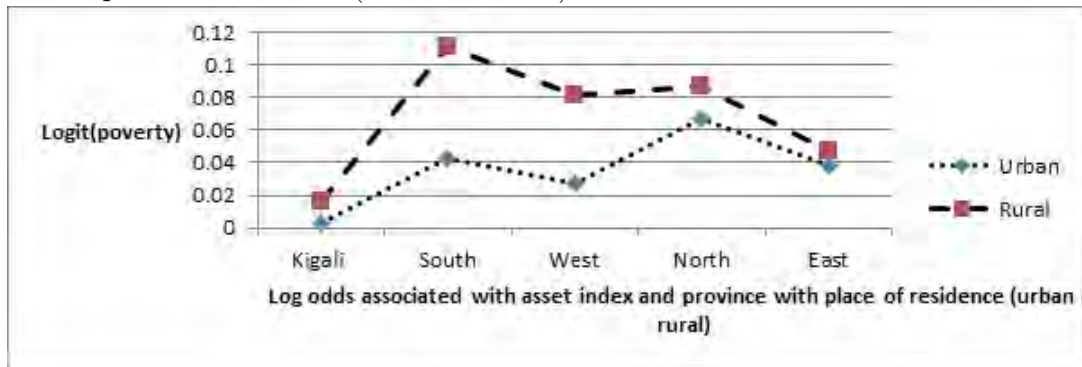 0.12
0.1
0.08
0.06
0.04
0.02
0
Logit(poverty)
Urban
Rural
Kigali South West North East
Log odds associated with asset index and province with place of residence (urban
rural)